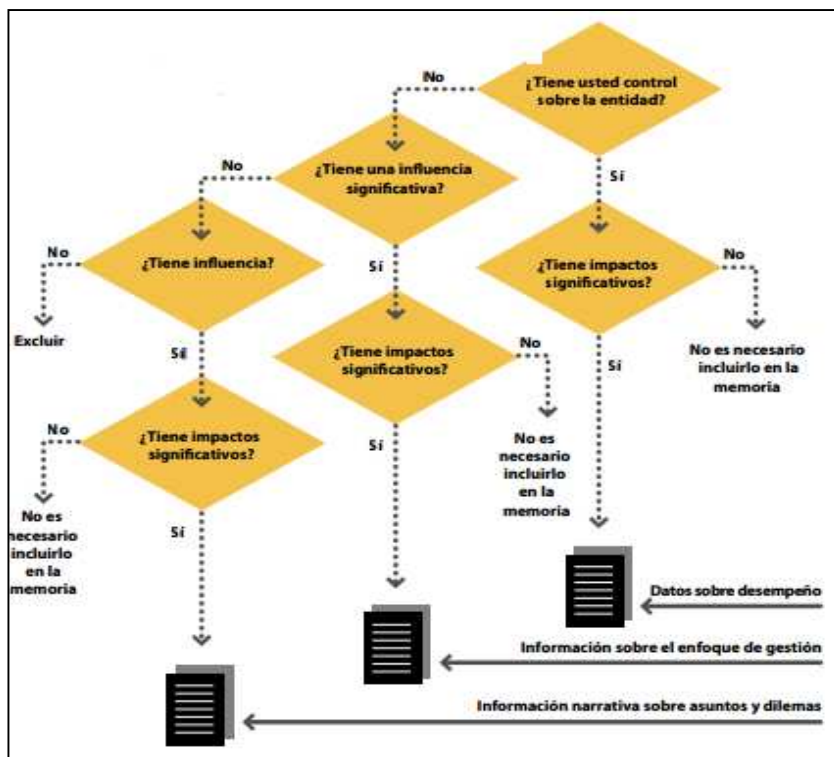 ¿Tiene usted control
sobre la entidad?
No
¿Tiene una influencia
significativa?
No
Sí
¿Tiene influencia?
No
Excluir
Sí
¿Tiene impactos
significativos?
No
No es necesario
incluirlo en la
memoria
Sí
¿Tiene impactos
significativos?
No
No es
necesario
incluirlo
en la
memoria
Sí
Sí
¿Tiene impactos
significativos?
No
No es
necesario
incluirlo
en la
memoria
Sí
Datos sobre desempeño
Información sobre el enfoque de gestión
Información narrativa sobre asuntos y dilemas